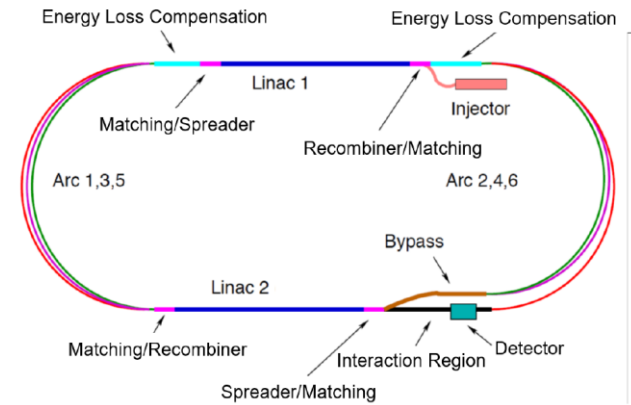 Energy Loss Compensation
Energy Loss Compensation
Linac 1
Injector
Matching/Spreader
Recombiner/Matching
Arc 1,3,5
Arc 2,4,6
Bypass
Linac 2
Matching/Recombiner
Interaction Region
Detector
Spreader/Matching